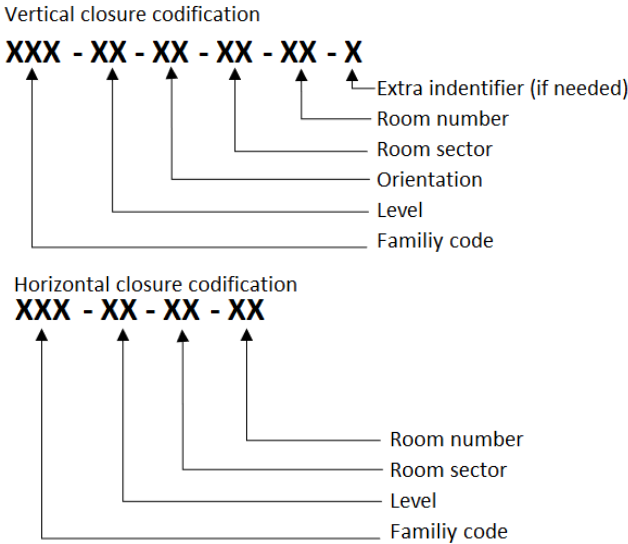 Vertical closure codification
XXX - XX - XX - XX - XX - X
Extra indentifier (if needed)
Room number
Room sector
Orientation
Level
Familiy code
Horizontal closure codification
XXX - XX - XX - XX
Room number
Room sector
Level
Familiy code